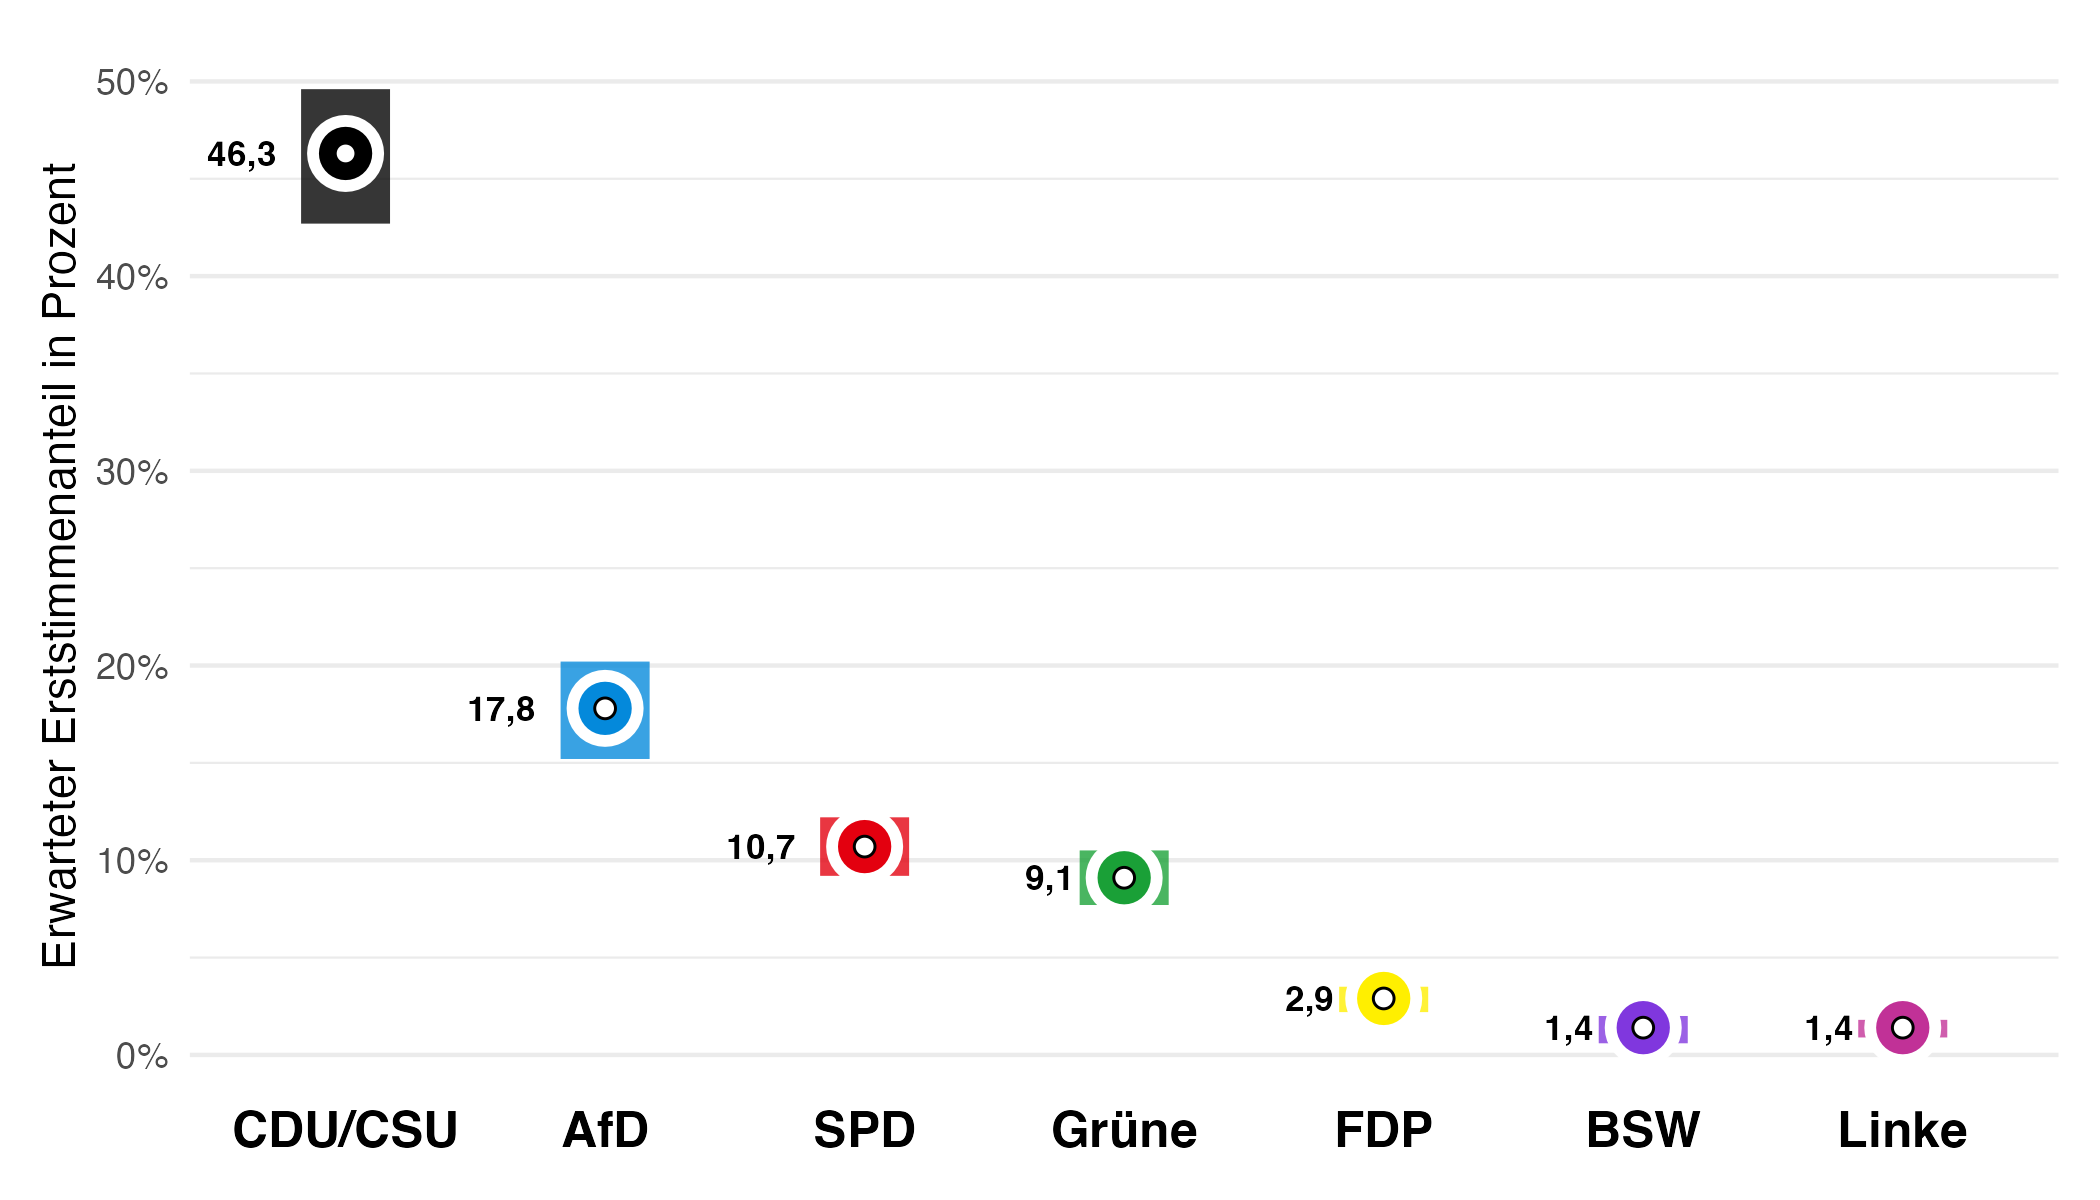 Erwarteter Erststimmenanteil in Prozent
50%
40%
30%
20%
10%
0%
46,3
17,8
10,7
9,1
2,9
1,4
1,4
CDU/CSU
AfD
SPD
Grüne
FDP
BSW
Linke